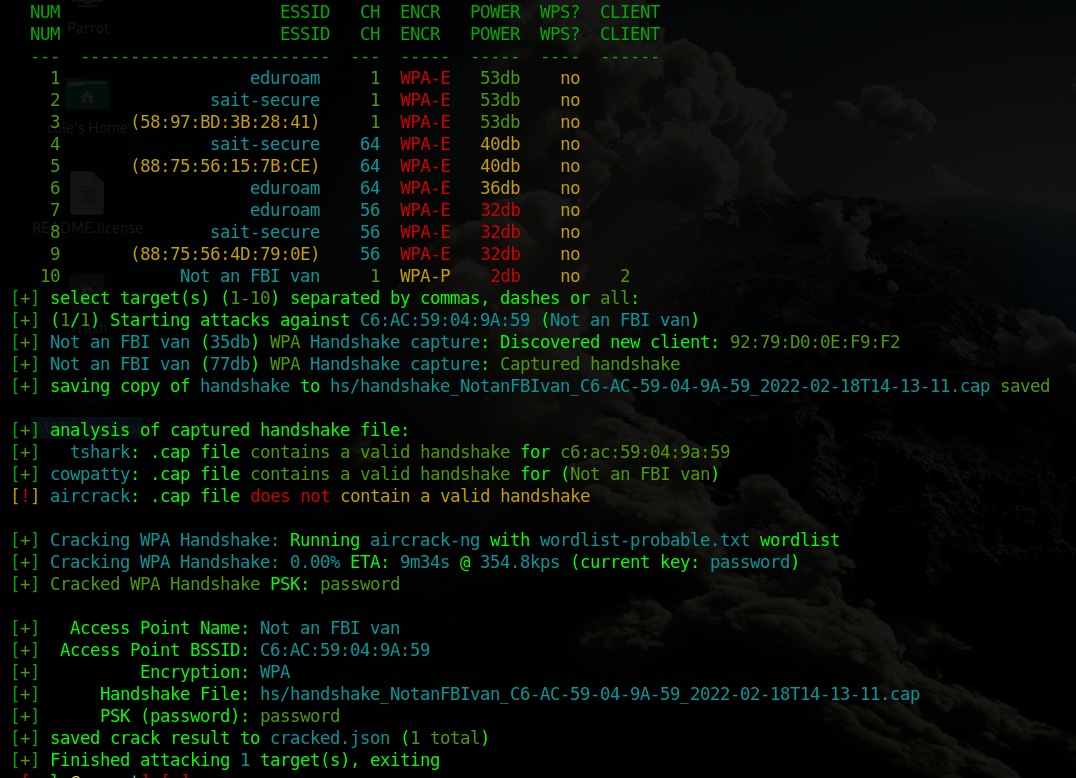 NUM ESSID CH ENCR POWER WPS? CLIENT
NUM ESSID CH ENCR POWER WPS? CLIENT
Parrot
--- ------------------------- --- ----- ----- ---- ------
1 eduroam 1 WPA-E 53db no
2 sait-secure 1 WPA-E 53db no
3 (58:97:BD:3B:28:41) 1 WPA-E 53db no
's Home
4 sait-secure 64 WPA-E 40db no
5 (88:75:56:15:7B:CE) 64 WPA-E 40db no
6 eduroam 64 WPA-E 36db no
7 eduroam 56 WPA-E 32db no
README.license
8 sait-secure 56 WPA-E 32db no
9 (88:75:56:4D:79:0E) 56 WPA-E 32db no
10 Not an FBI van 1 WPA-P 2db no 2
[+] select target(s) (1-10) separated by commas, dashes or all:
[+] (1/1) Starting attacks against C6:AC:59:04:9A:59 (Not an FBI van)
[+] Not an FBI van (35db) WPA Handshake capture: Discovered new client: 92:79:D0:0E:F9:F2
[+] Not an FBI van (77db) WPA Handshake capture: Captured handshake
[+] saving copy of handshake to hs/handshake_NotanFBIvan_C6-AC-59-04-9A-59_2022-02-18T14-13-11.cap saved
[+] analysis of captured handshake file:
[+] tshark: .cap file contains a valid handshake for c6:ac:59:04:9a:59
[+] cowpatty: .cap file contains a valid handshake for (Not an FBI van)
[!] aircrack: .cap file does not contain a valid handshake
[+] Cracking WPA Handshake: Running aircrack-ng with wordlist-probable.txt wordlist
[+] Cracking WPA Handshake: 0.00% ETA: 9m34s @ 354.8kps (current key: password)
[+] Cracked WPA Handshake PSK: password
[+] Access Point Name: Not an FBI van
[+] Access Point BSSID: C6:AC:59:04:9A:59
[+] Encryption: WPA
[+] Handshake File: hs/handshake_NotanFBIvan_C6-AC-59-04-9A-59_2022-02-18T14-13-11.cap
[+] PSK (password): password
[+] saved crack result to cracked.json (1 total)
[+] Finished attacking 1 target(s), exiting